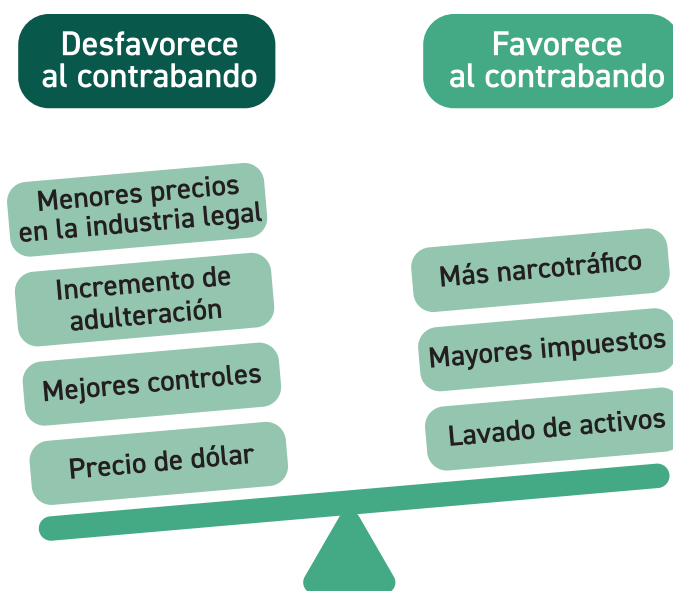 Desfavorece
al contrabando
Favorece
al contrabando
Menores precios
en la industria legal
Incremento de
adulteración
Mejores controles
Precio de dólar
Más narcotráfico
Mayores impuestos
Lavado de activos